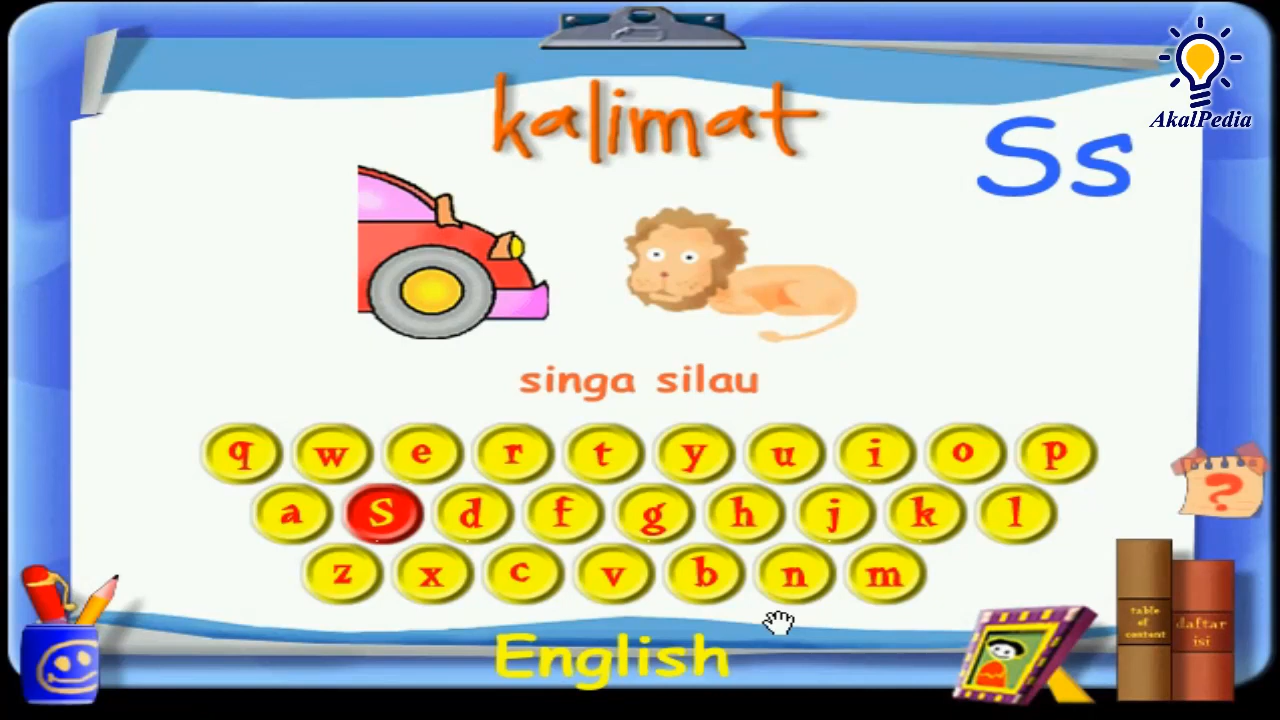 kalimat
AkalPedia
Ss
singa silau
q w e r t y u i o p
a S d f g h j k l
z x c v b n m
?
English
table
of
content
daftar
isi